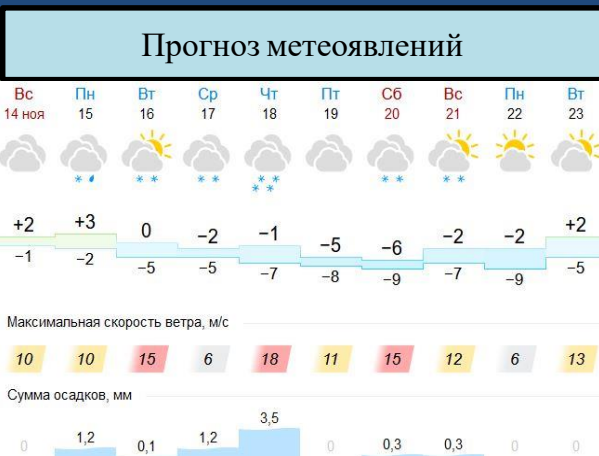 Прогноз метеоявлений
Вс Пн Вт Ср Чт Пт Сб Вс Пн Вт
14 ноя 15 16 17 18 19 20 21 22 23
+2 +3 0 −2 −1 −5 −6 −2 −2 +2
−1 −2 −5 −5 −7 −8 −9 −7 −9 −5
Максимальная скорость ветра, м/с
10 10 15 6 18 11 15 12 6 13
Сумма осадков, мм
0 1,2 0,1 1,2 3,5 0 0,3 0,3 0 0